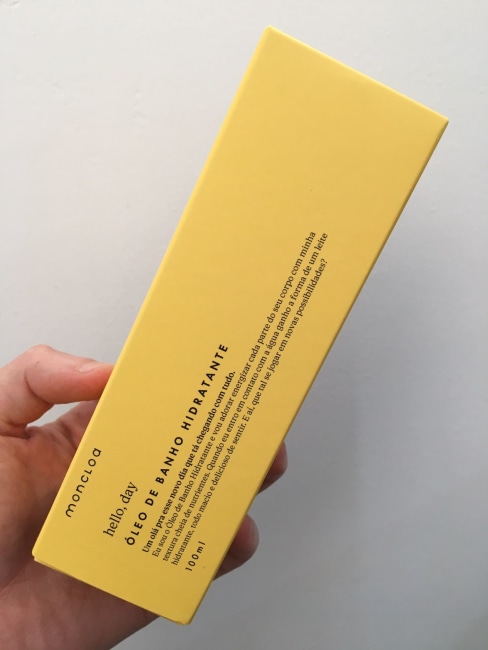 moncloa
hello, day
ÓLEO DE BANHO HIDRATANTE
Um olá pra esse novo dia que tá chegando com tudo.
Eu sou o Óleo de Banho Hidratante e vou adorar energizar cada parte do seu corpo com minha
textura cheia de nutrientes. Quando eu entro em contato com a água ganho a forma de um leite
hidratante, todo macio e delicioso de sentir. E aí, que tal se jogar em novas possibilidades?
100ml